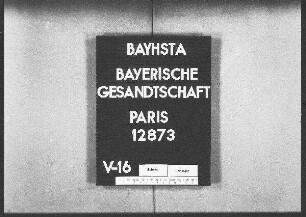 BAYHSTA
BAYERISCHE
GESANDTSCHAFT
PARIS
12873
V-16